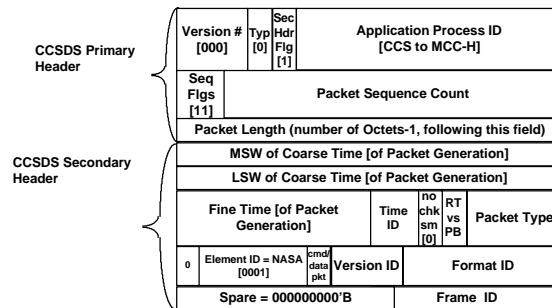 CCSDS Primary
Header
Version #
[000]
Typ
[0]
Sec
Hdr
Flg
[1]
Application Process ID
[CCS to MCC-H]
Seq
Flgs
[11]
Packet Sequence Count
Packet Length (number of Octets-1, following this field)
CCSDS Secondary
Header
MSW of Coarse Time [of Packet Generation]
LSW of Coarse Time [of Packet Generation]
Fine Time [of Packet
Generation]
Time
ID
no
chk
sm
[0]
RT
vs
PB
Packet Type
0
Element ID = NASA
[0001]
cmd/
data
pkt
Version ID
Format ID
Spare = 000000000'B
Frame ID